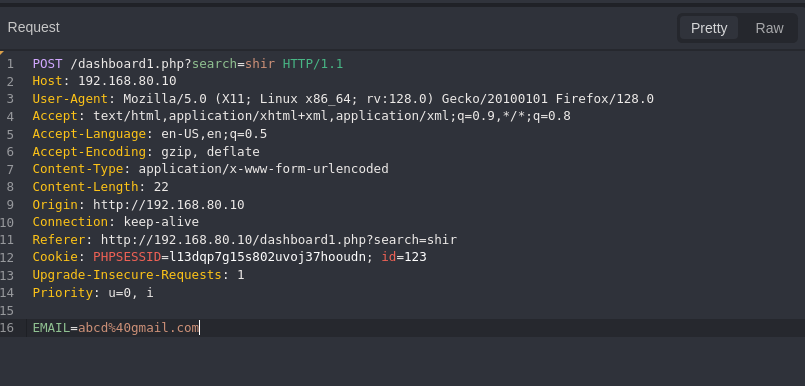 Request
Pretty Raw
1 POST /dashboard1.php?search=shir HTTP/1.1
2 Host: 192.168.80.10
3 User-Agent: Mozilla/5.0 (X11; Linux x86_64; rv:128.0) Gecko/20100101 Firefox/128.0
4 Accept: text/html,application/xhtml+xml,application/xml;q=0.9,*/*;q=0.8
5 Accept-Language: en-US,en;q=0.5
6 Accept-Encoding: gzip, deflate
7 Content-Type: application/x-www-form-urlencoded
8 Content-Length: 22
9 Origin: http://192.168.80.10
10 Connection: keep-alive
11 Referer: http://192.168.80.10/dashboard1.php?search=shir
12 Cookie: PHPSESSID=l13dqp7g15s802uvoj37hooudn; id=123
13 Upgrade-Insecure-Requests: 1
14 Priority: u=0, i
15
16 EMAIL=abcd%40gmail.com